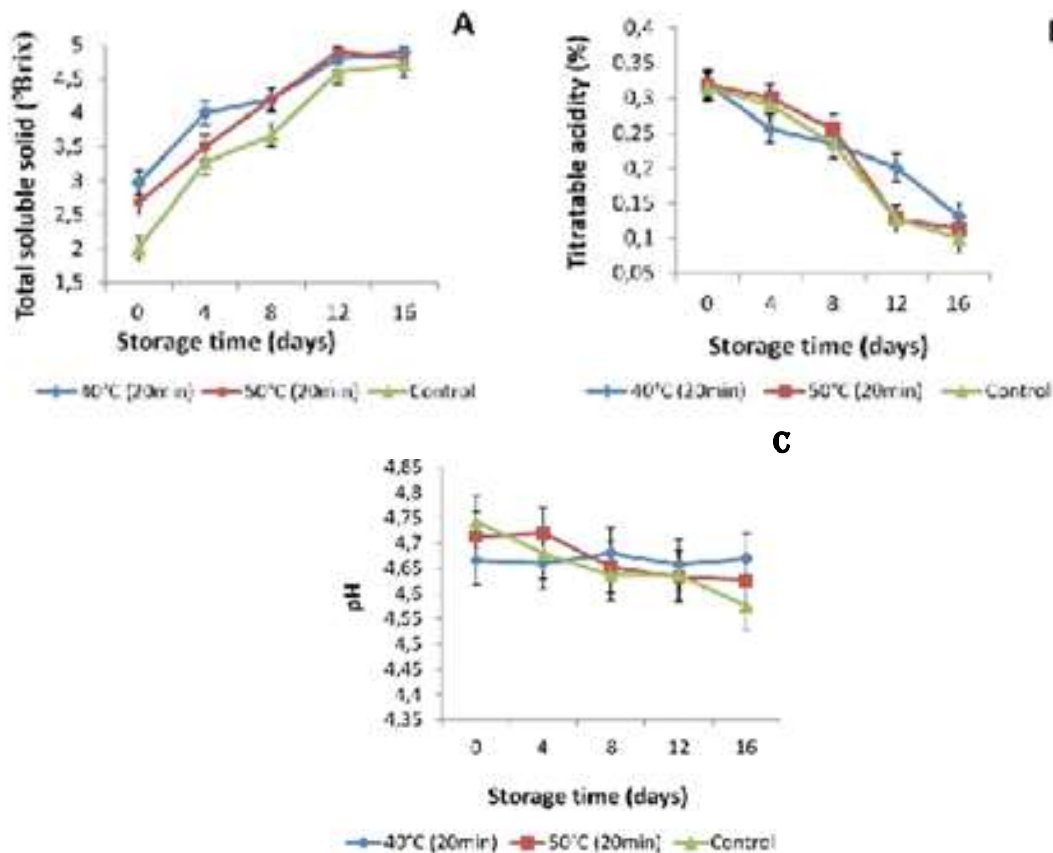 A
Total soluble solid (°Brix)
5
4,5
4
3,5
3
2,5
2
1,5
0 4 8 12 16
Storage time (days)
40°C (20min) 50°C (20min) Control
Titratable acidity (%)
0,4
0,35
0,3
0,25
0,2
0,15
0,1
0,05
0 4 8 12 16
Storage time (days)
40°C (20min) 50°C (20min) Control
C
pH
4,85
4,8
4,75
4,7
4,65
4,6
4,55
4,5
4,45
4,4
4,35
0 4 8 12 16
Storage time (days)
40°C (20min) 50°C (20min) Control